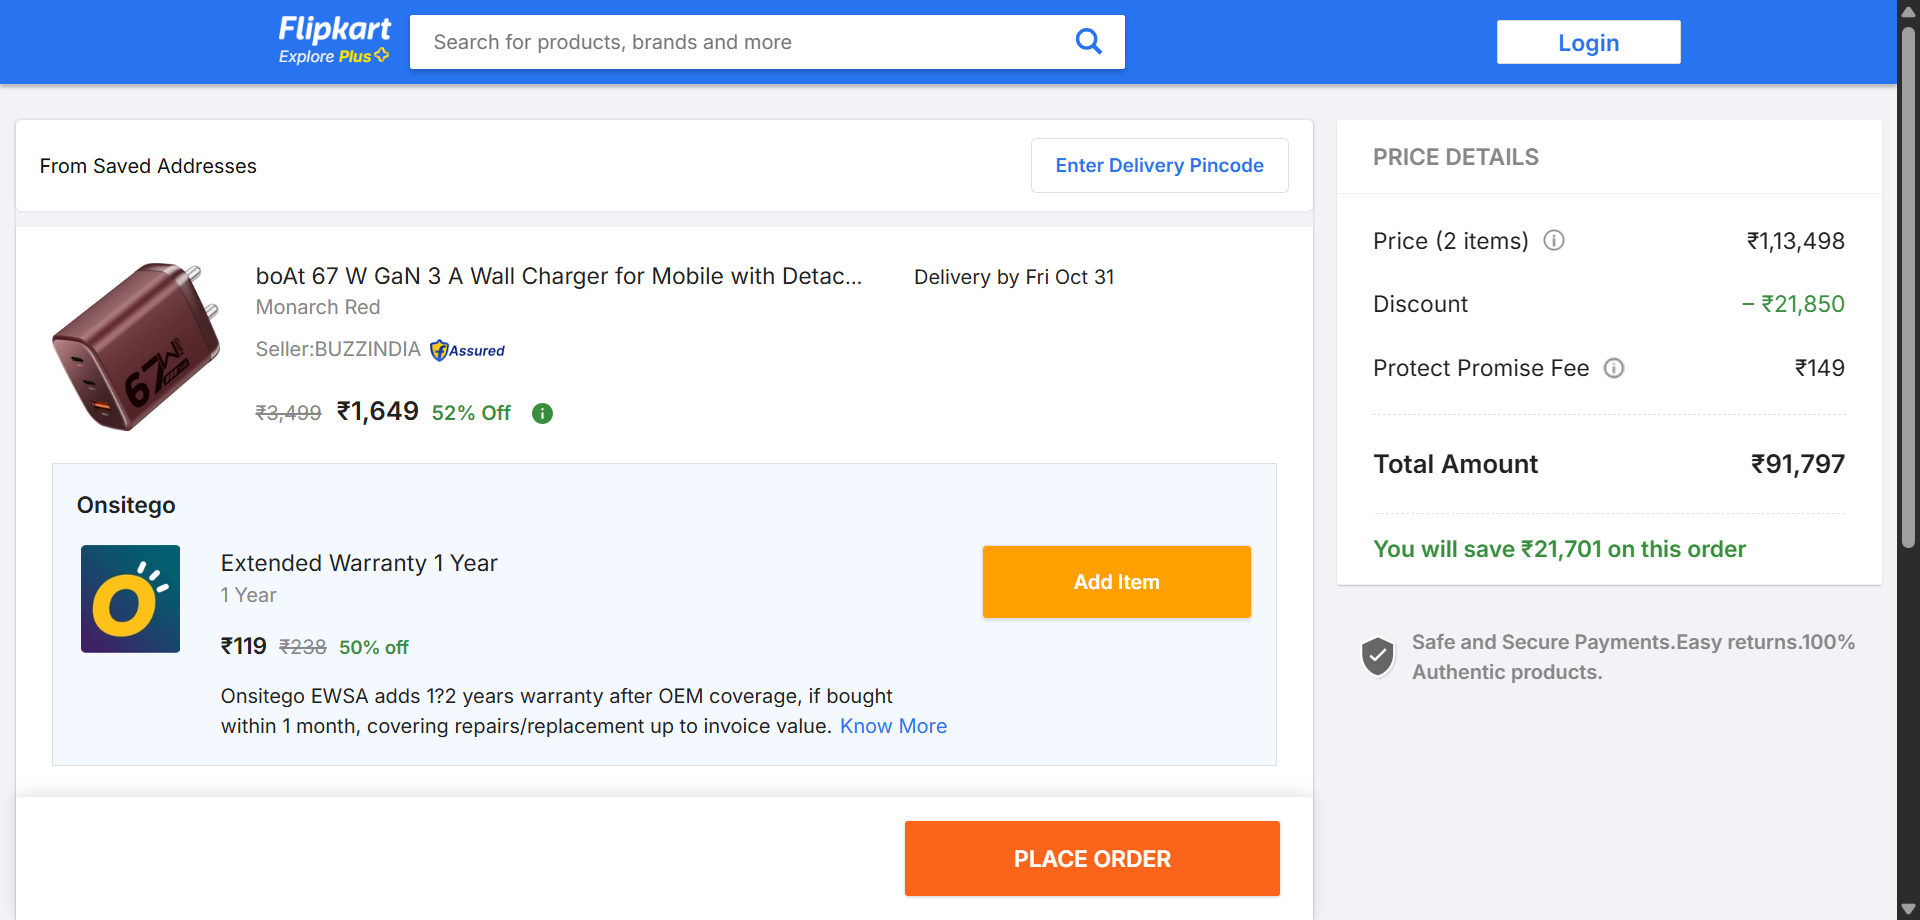 Flipkart
Explore Plus
Search for products, brands and more
Login
From Saved Addresses
Enter Delivery Pincode
67W
boAt 67 W GaN 3 A Wall Charger for Mobile with Detac...
Delivery by Fri Oct 31
Monarch Red
Seller:BUZZINDIA
Assured
₹3,499 ₹1,649 52% Off
Onsitego
Extended Warranty 1 Year
1 Year
₹119 ₹238 50% off
Add Item
Onsitego EWSA adds 1?2 years warranty after OEM coverage, if bought
within 1 month, covering repairs/replacement up to invoice value. Know More
PLACE ORDER
PRICE DETAILS
Price (2 items) ₹1,13,498
Discount − ₹21,850
Protect Promise Fee ₹149
Total Amount ₹91,797
You will save ₹21,701 on this order
Safe and Secure Payments.Easy returns.100%
Authentic products.